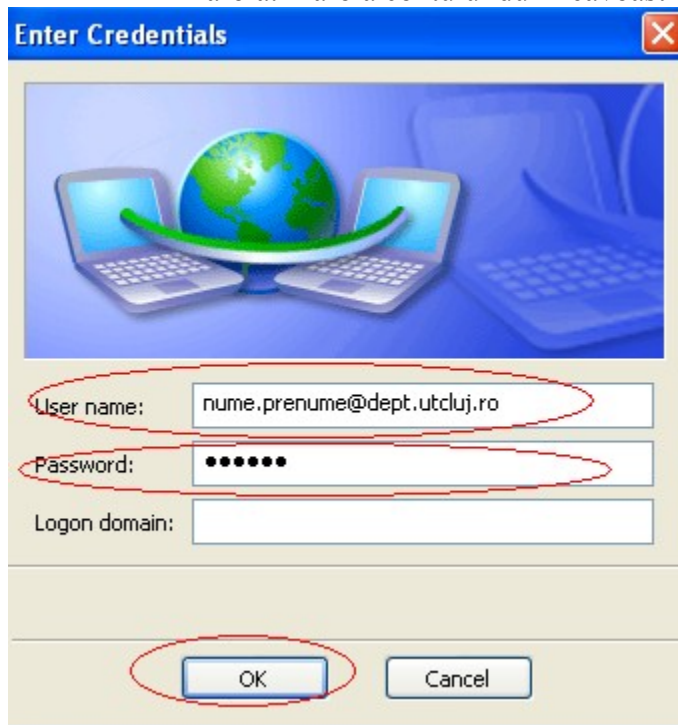 Enter Credentials
User name: nume.prenume@dept.utcluj.ro
Password: ●●●●●●
Logon domain:
OK Cancel